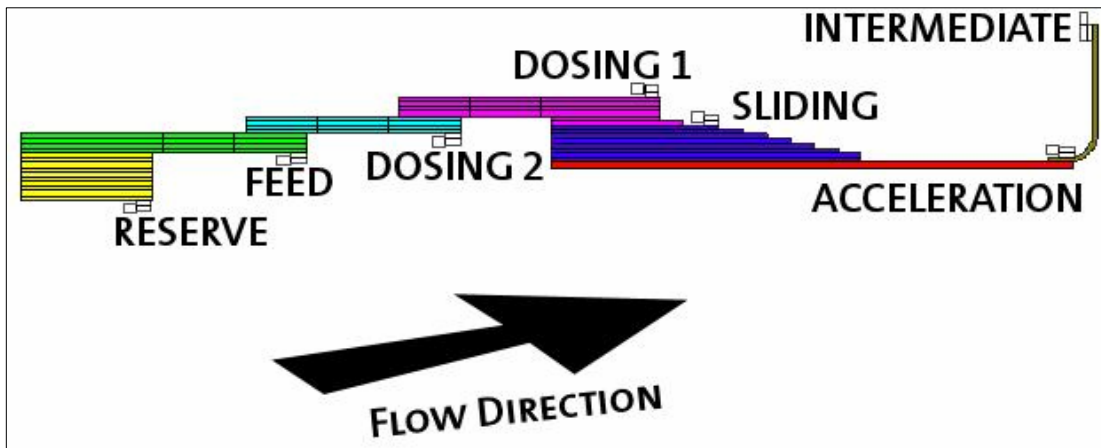 INTERMEDIATE
DOSING 1
SLIDING
DOSING 2
FEED
ACCELERATION
RESERVE
FLOW DIRECTION